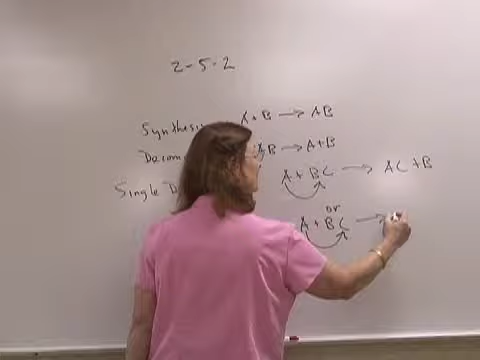 2-5-2
Synthesis A + B → AB
Decom AB → A + B
Single D A + BC → AC + B
or
A + BC →